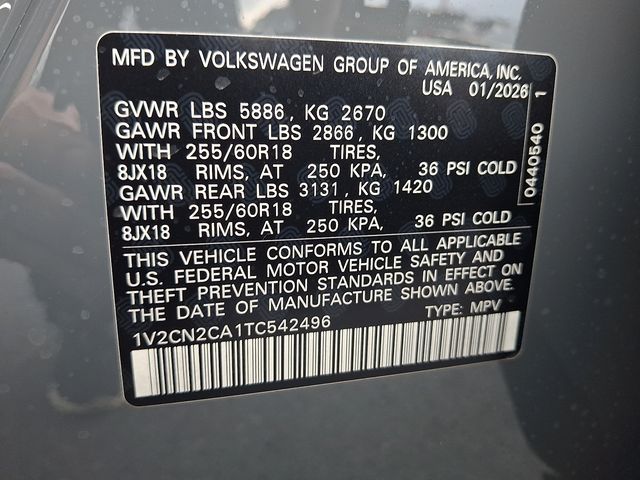 MFD BY VOLKSWAGEN GROUP OF AMERICA, INC.
USA 01/2026
GVWR LBS 5886, KG 2670
GAWR FRONT LBS 2866, KG 1300
WITH 255/60R18 TIRES,
8JX18 RIMS, AT 250 KPA, 36 PSI COLD
GAWR REAR LBS 3131, KG 1420
WITH 255/60R18 TIRES,
8JX18 RIMS, AT 250 KPA, 36 PSI COLD
THIS VEHICLE CONFORMS TO ALL APPLICABLE
U.S. FEDERAL MOTOR VEHICLE SAFETY AND
THEFT PREVENTION STANDARDS IN EFFECT ON
THE DATE OF MANUFACTURE SHOWN ABOVE.
1V2CN2CA1TC542496 TYPE: MPV
0440540 1